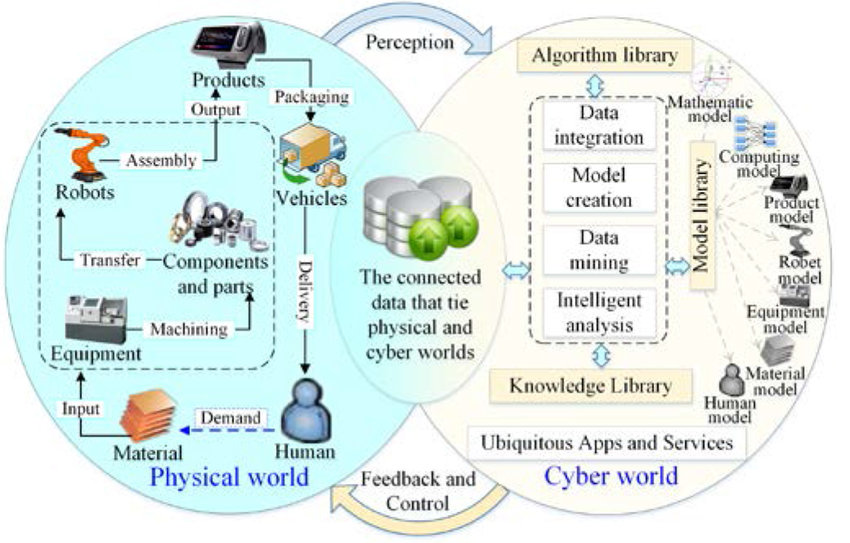 Perception
Products
Output
Packaging
Assembly
Robots
Vehicles
Transfer
Components
and parts
Delivery
Machining
Equipment
Input
Demand
Material
Human
Physical world
The connected
data that tie
physical and
cyber worlds
Feedback and
Control
Algorithm library
Data
integration
Model
creation
Data
mining
Intelligent
analysis
Knowledge Library
Model library
Mathematic
model
Computing
model
Product
model
Robet
model
Equipment
model
Material
model
Human
model
Ubiquitous Apps and Services
Cyber world